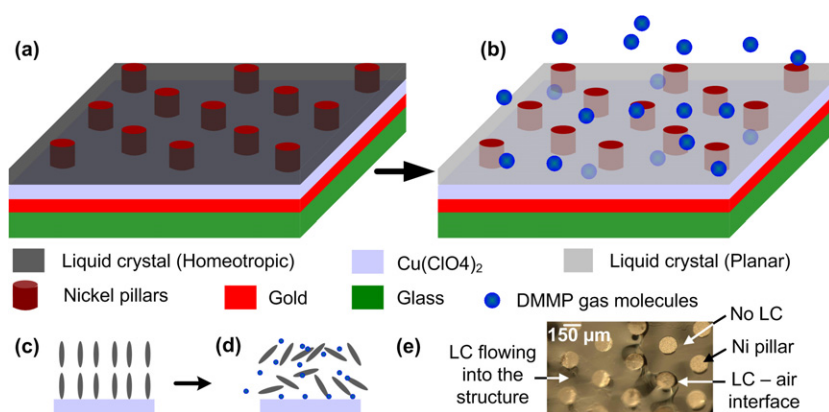 (a)
(b)
Liquid crystal (Homeotropic)
Cu(ClO4)₂
Liquid crystal (Planar)
Nickel pillars
Gold
Glass
DMMP gas molecules
(c)
(d)
(e)
150 µm
No LC
LC flowing
into the
structure
Ni pillar
LC – air
interface